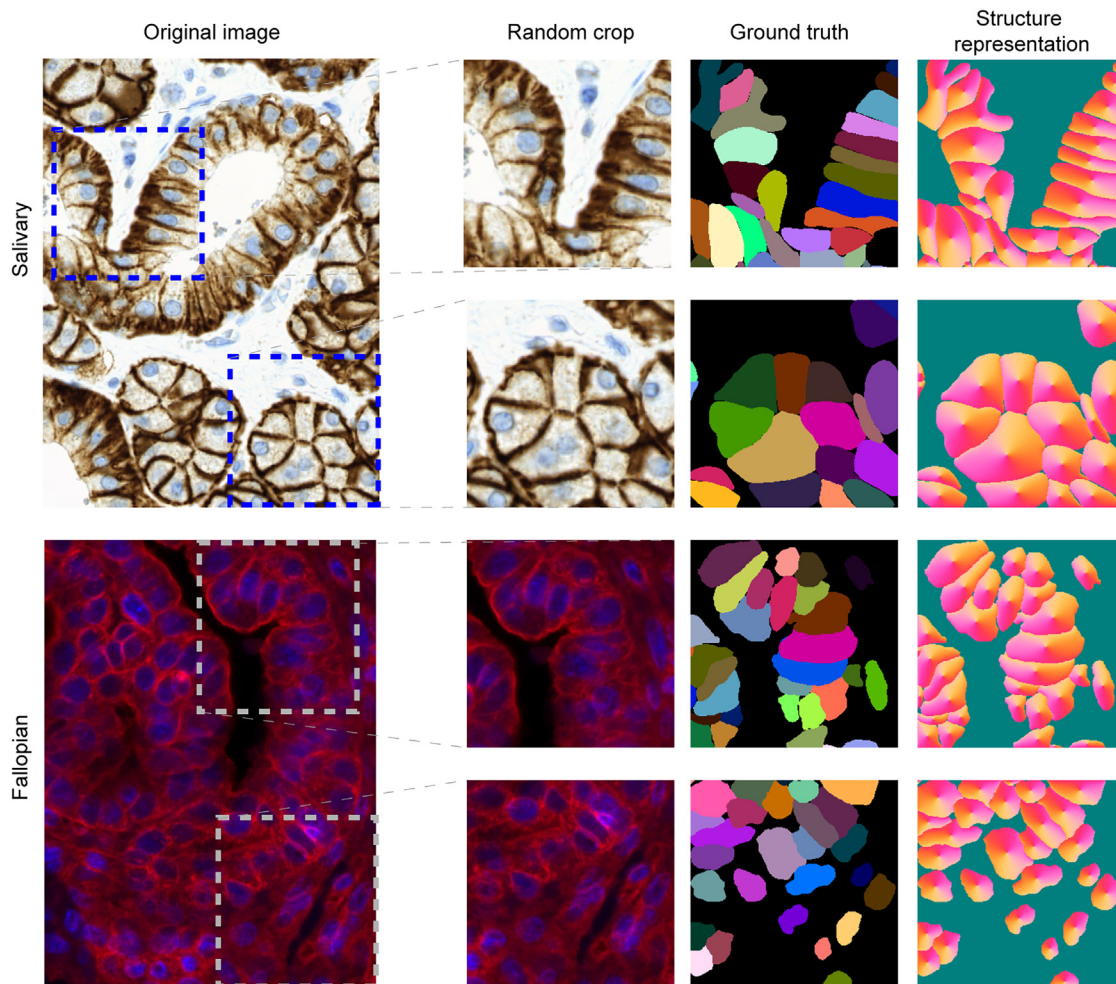 Original image
Random crop
Ground truth
Structure
representation
Salivary
Fallopian